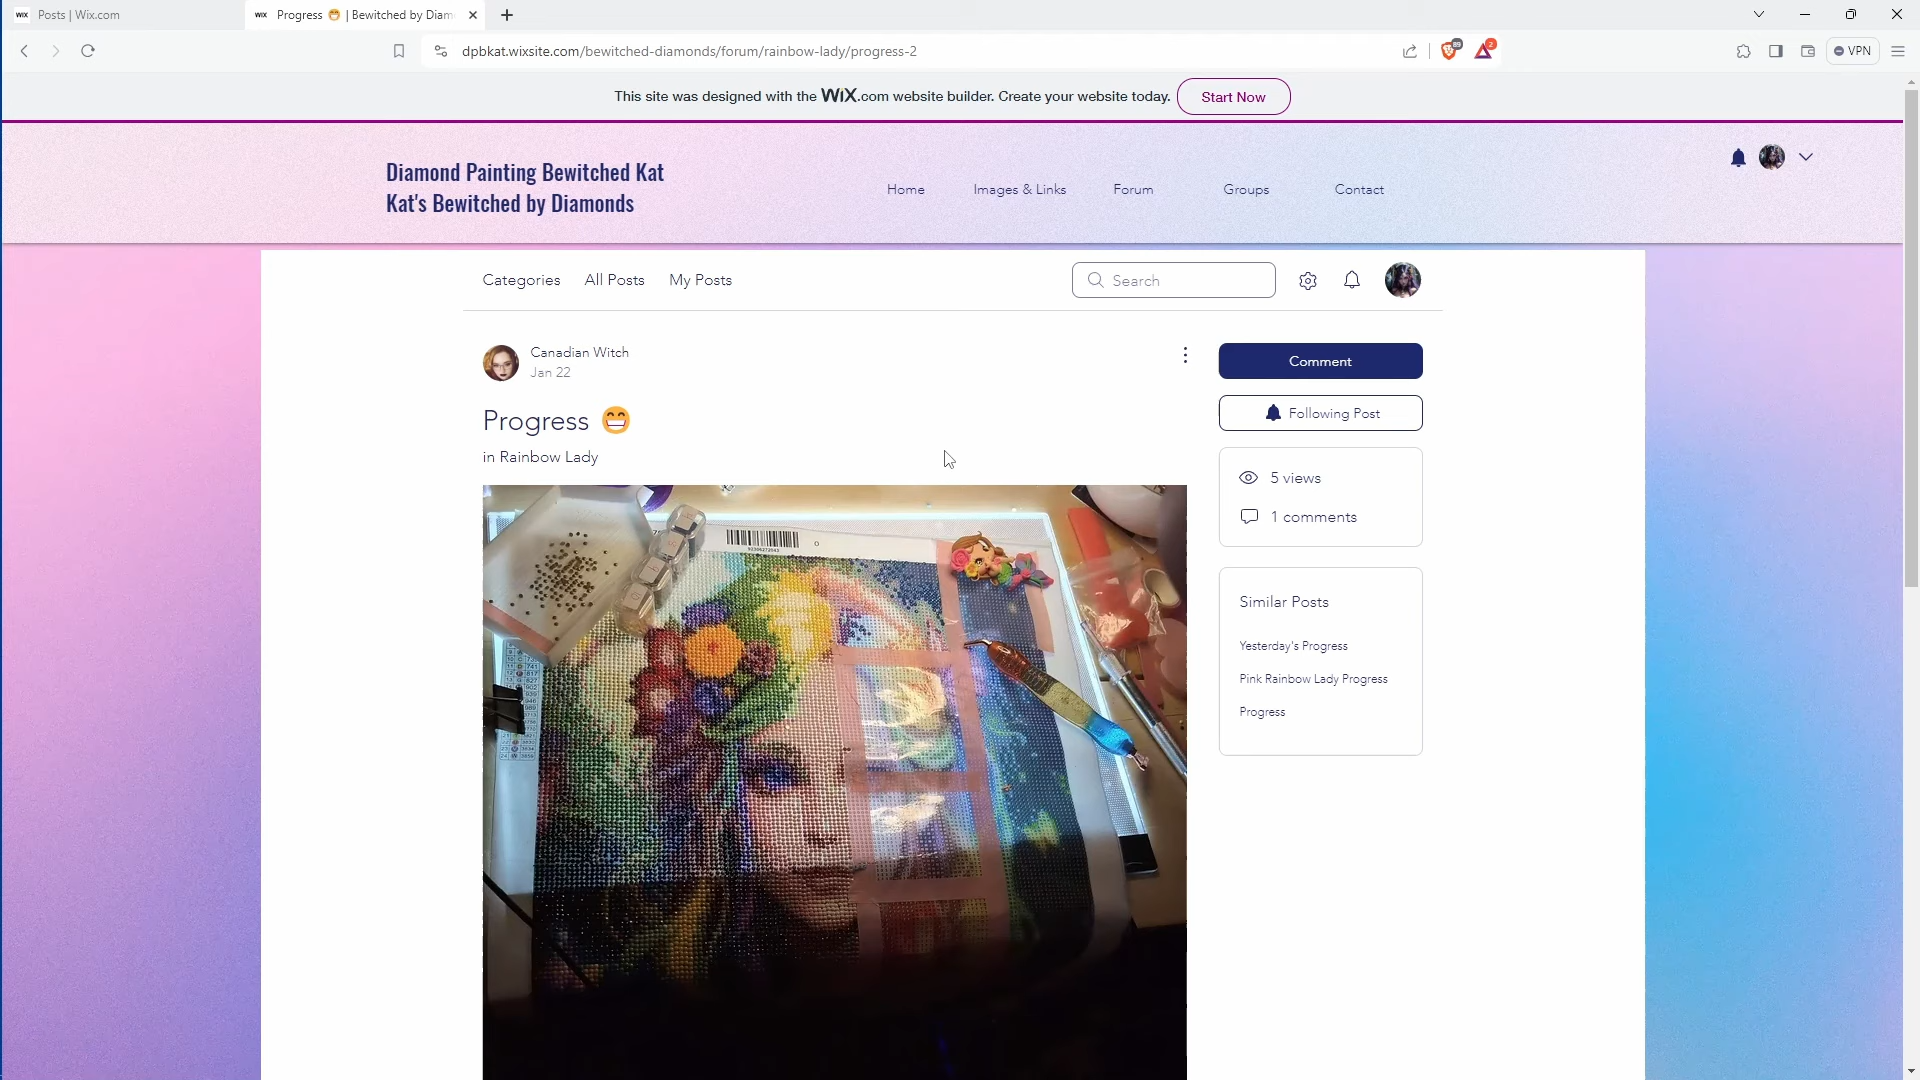 WiX Posts | Wix.com
WiX Progress 😁 | Bewitched by Diam
dpbkat.wixsite.com/bewitched-diamonds/forum/rainbow-lady/progress-2
89
2
VPN
This site was designed with the WiX.com website builder. Create your website today. Start Now
Diamond Painting Bewitched Kat
Kat's Bewitched by Diamonds
Home Images & Links Forum Groups Contact
Categories All Posts My Posts Search
Canadian Witch
Jan 22
Comment
Following Post
Progress 😁
in Rainbow Lady
5 views
1 comments
Similar Posts
Yesterday's Progress
Pink Rainbow Lady Progress
Progress